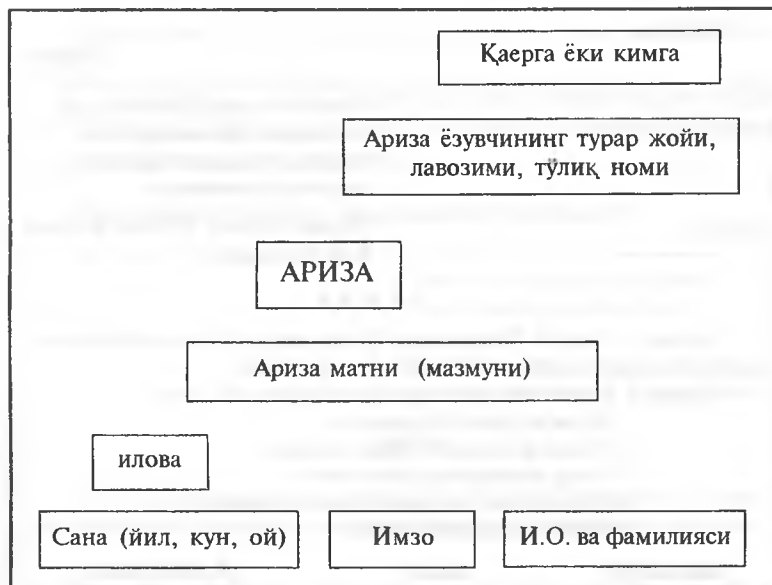 Қаерга ёки кимга
Ариза ёзувчининг турар жойи,
лавозими, тўлиқ номи
АРИЗА
Ариза матни (мазмуни)
илова
Сана (йил, кун, ой)
Имзо
И.О. ва фамилияси